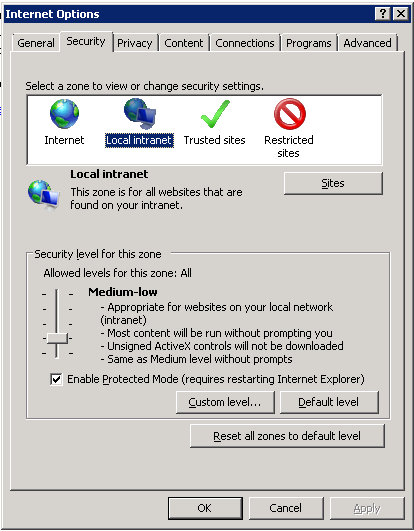 Internet Options
General Security Privacy Content Connections Programs Advanced
Select a zone to view or change security settings.
Internet Local intranet Trusted sites Restricted sites
Local intranet
This zone is for all websites that are
found on your intranet.
Sites
Security level for this zone
Allowed levels for this zone: All
Medium-low
- Appropriate for websites on your local network
(intranet)
- Most content will be run without prompting you
- Unsigned ActiveX controls will not be downloaded
- Same as Medium level without prompts
Enable Protected Mode (requires restarting Internet Explorer)
Custom level... Default level
Reset all zones to default level
OK Cancel Apply